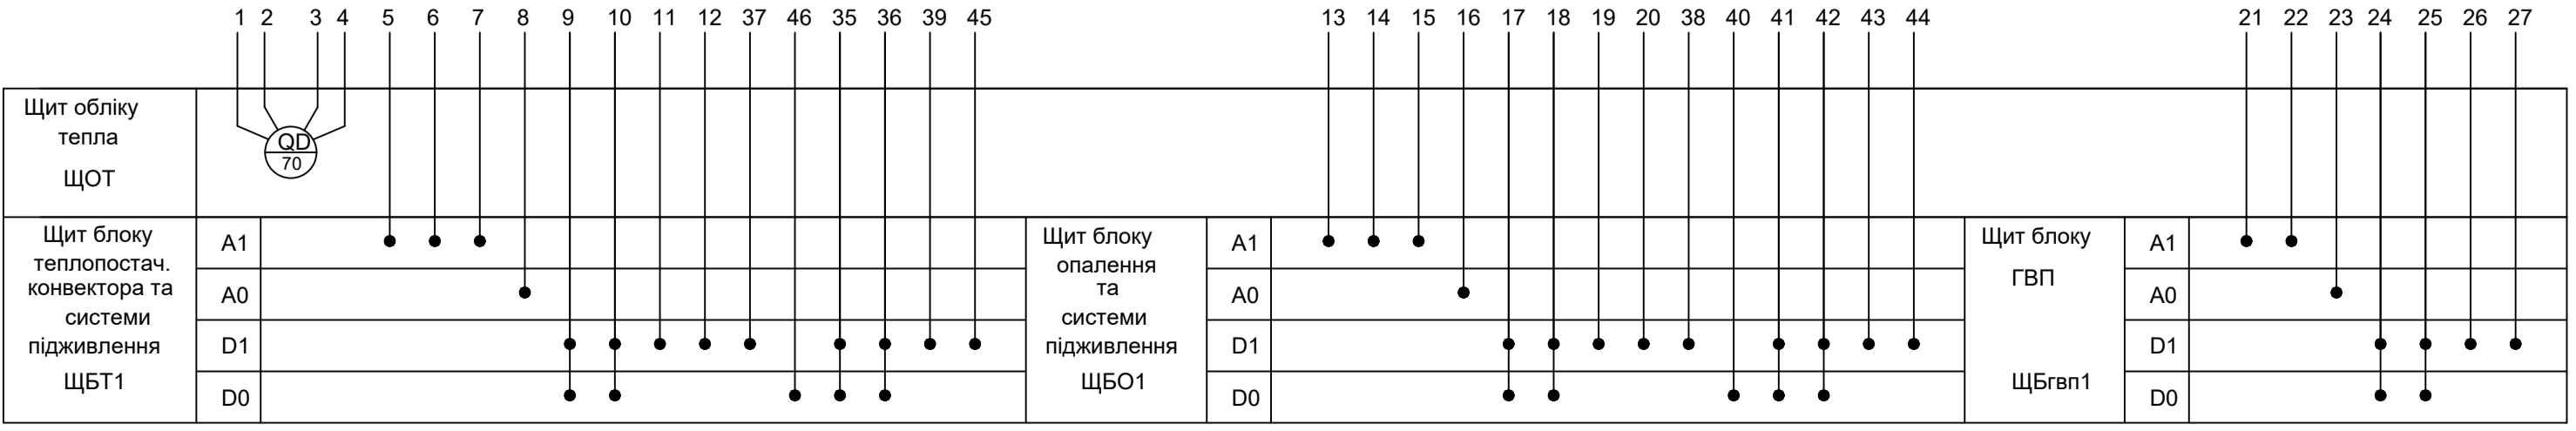 1 2 3 4 5 6 7 8 9 10 11 12 37 46 35 36 39 45 13 14 15 16 17 18 19 20 38 40 41 42 43 44 21 22 23 24 25 26 27
Щит обліку
тепла
ЩОТ
QD
70
Щит блоку
теплопостач.
конвектора та
системи
підживлення
ЩБТ1
A1
A0
D1
D0
Щит блоку
опалення
та
системи
підживлення
ЩБО1
A1
A0
D1
D0
Щит блоку
ГВП
ЩБгвп1
A1
A0
D1
D0